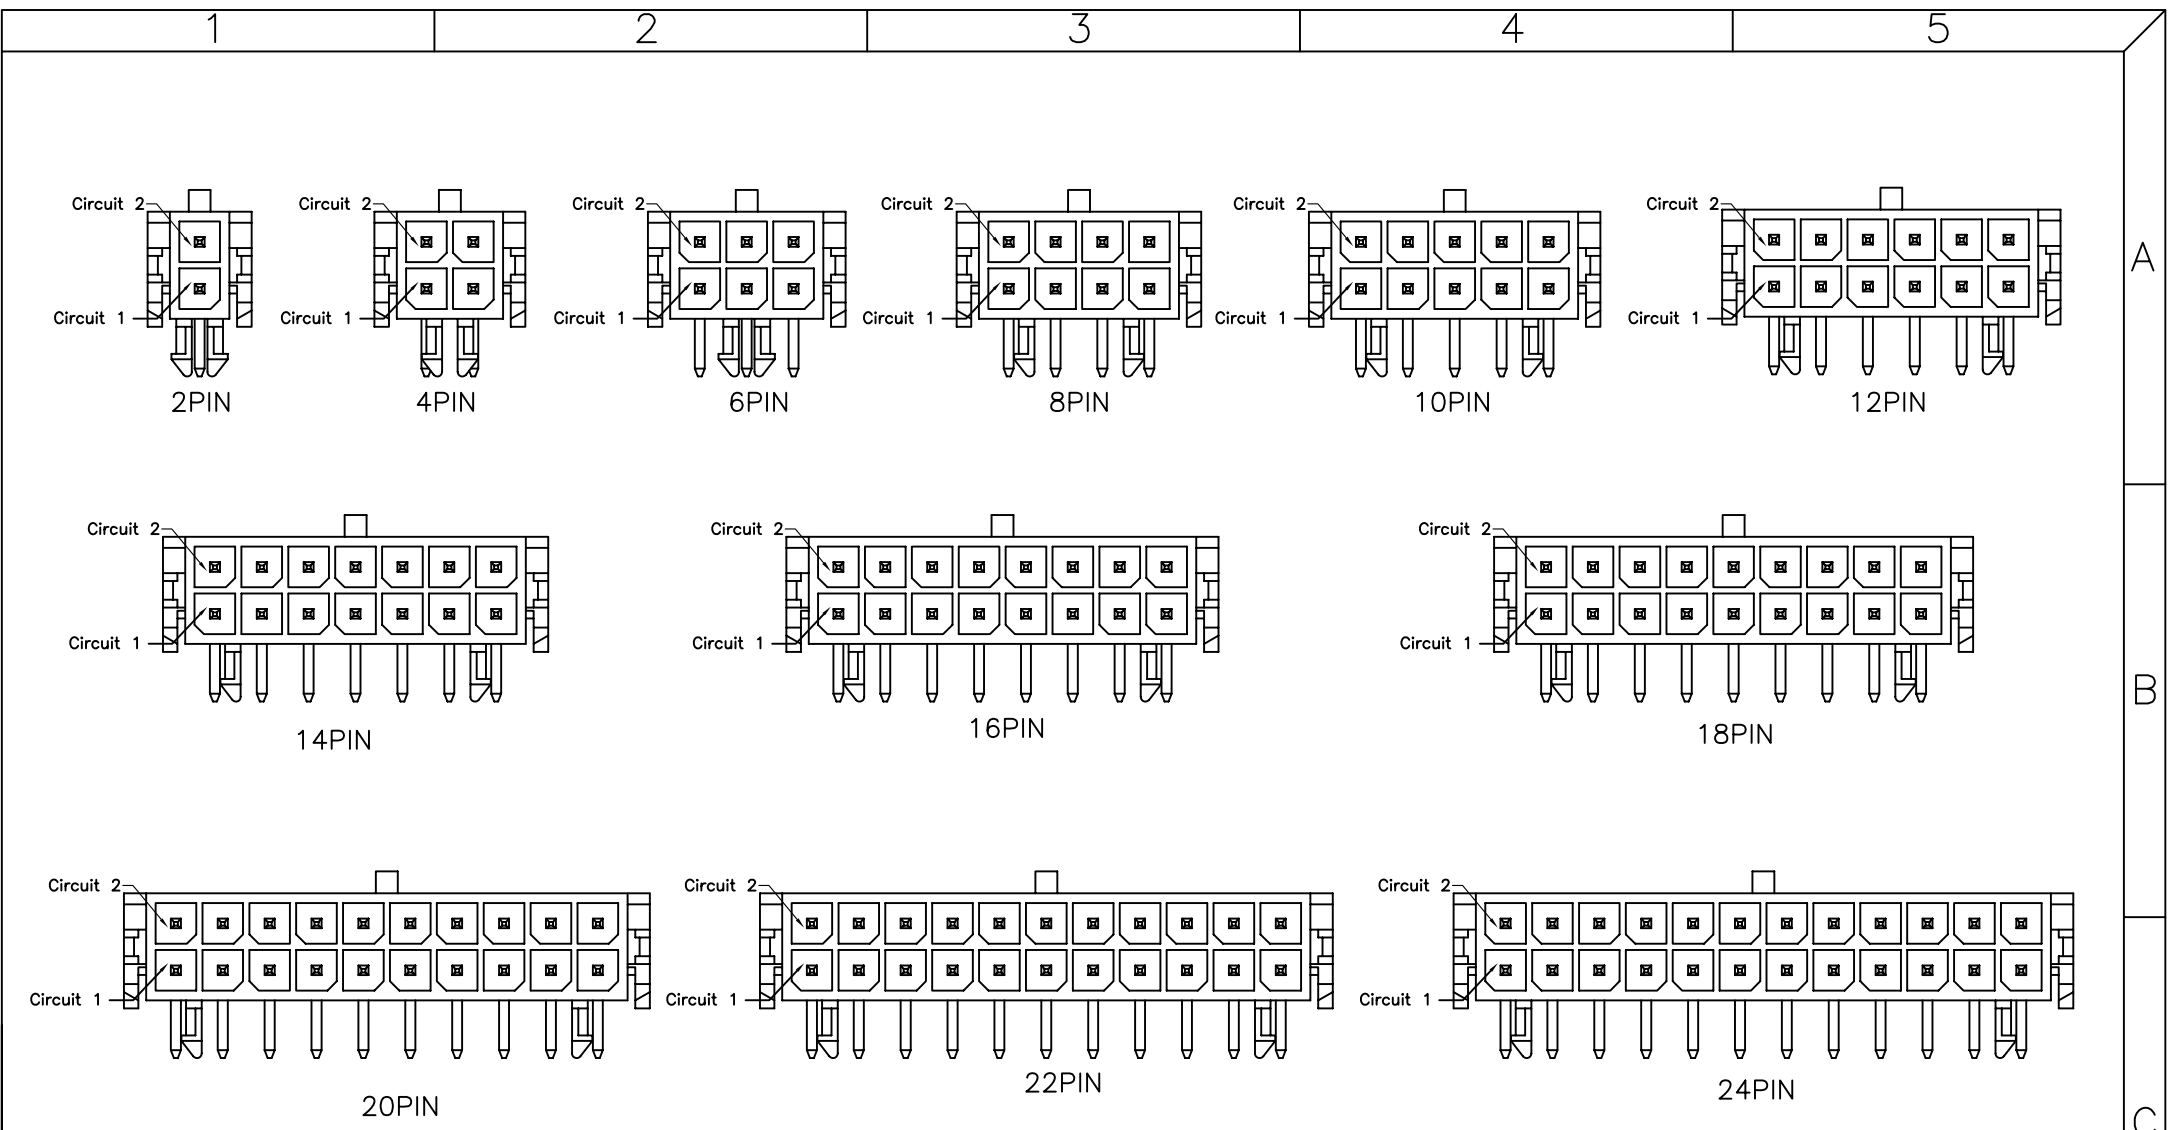 1 2 3 4 5
Circuit 2 Circuit 2 Circuit 2 Circuit 2 Circuit 2 Circuit 2
A
Circuit 1 Circuit 1 Circuit 1 Circuit 1 Circuit 1 Circuit 1
2PIN 4PIN 6PIN 8PIN 10PIN 12PIN
Circuit 2 Circuit 2 Circuit 2
Circuit 1 Circuit 1 Circuit 1
B
14PIN 16PIN 18PIN
Circuit 2 Circuit 2 Circuit 2
Circuit 1 Circuit 1 Circuit 1
20PIN 22PIN 24PIN
C